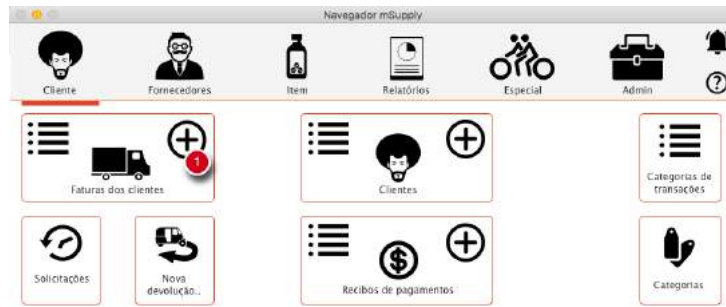 Navegador mSupply
Cliente
Fornecedores
Item
Relatórios
Especial
Admin
?
1
Faturas dos clientes
Clientes
Categorias de
transações
Solicitações
Nova
devolução..
$
Recibos de pagamentos
Categorias